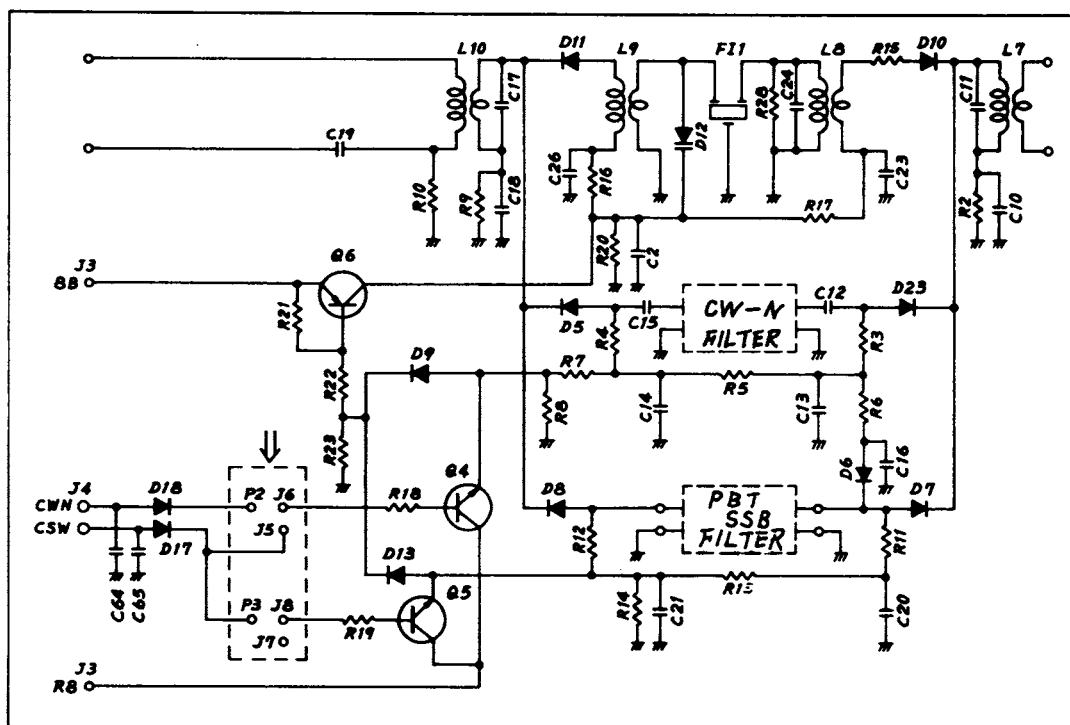 L10
D11
L9
FI1
L8
R15
D10
L7
C17
C24
R28
C11
D12
C19
C26
R16
C23
R10
R9
C18
R17
R2
C10
R20
C2
J3
8B
Q6
R21
D5
C15
CW-N
FILTER
C12
D23
R4
R3
D9
R7
R5
R22
R8
C14
C13
R6
R23
D6
C16
J4
CWN
CSW
D18
D17
P2
J6
J5
R18
Q4
D8
PBT
SSB
FILTER
D7
R12
R11
D13
Q5
R13
C64
C65
P3
J8
J7
R19
R14
C21
C20
J3
R8